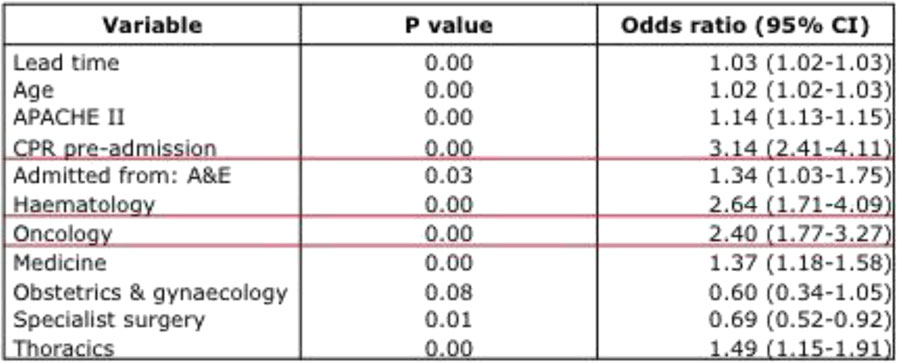 Variable P value Odds ratio (95% CI)
Lead time 0.00 1.03 (1.02-1.03)
Age 0.00 1.02 (1.02-1.03)
APACHE II 0.00 1.14 (1.13-1.15)
CPR pre-admission 0.00 3.14 (2.41-4.11)
Admitted from: A&E 0.03 1.34 (1.03-1.75)
Haematology 0.00 2.64 (1.71-4.09)
Oncology 0.00 2.40 (1.77-3.27)
Medicine 0.00 1.37 (1.18-1.58)
Obstetrics & gynaecology 0.08 0.60 (0.34-1.05)
Specialist surgery 0.01 0.69 (0.52-0.92)
Thoracics 0.00 1.49 (1.15-1.91)